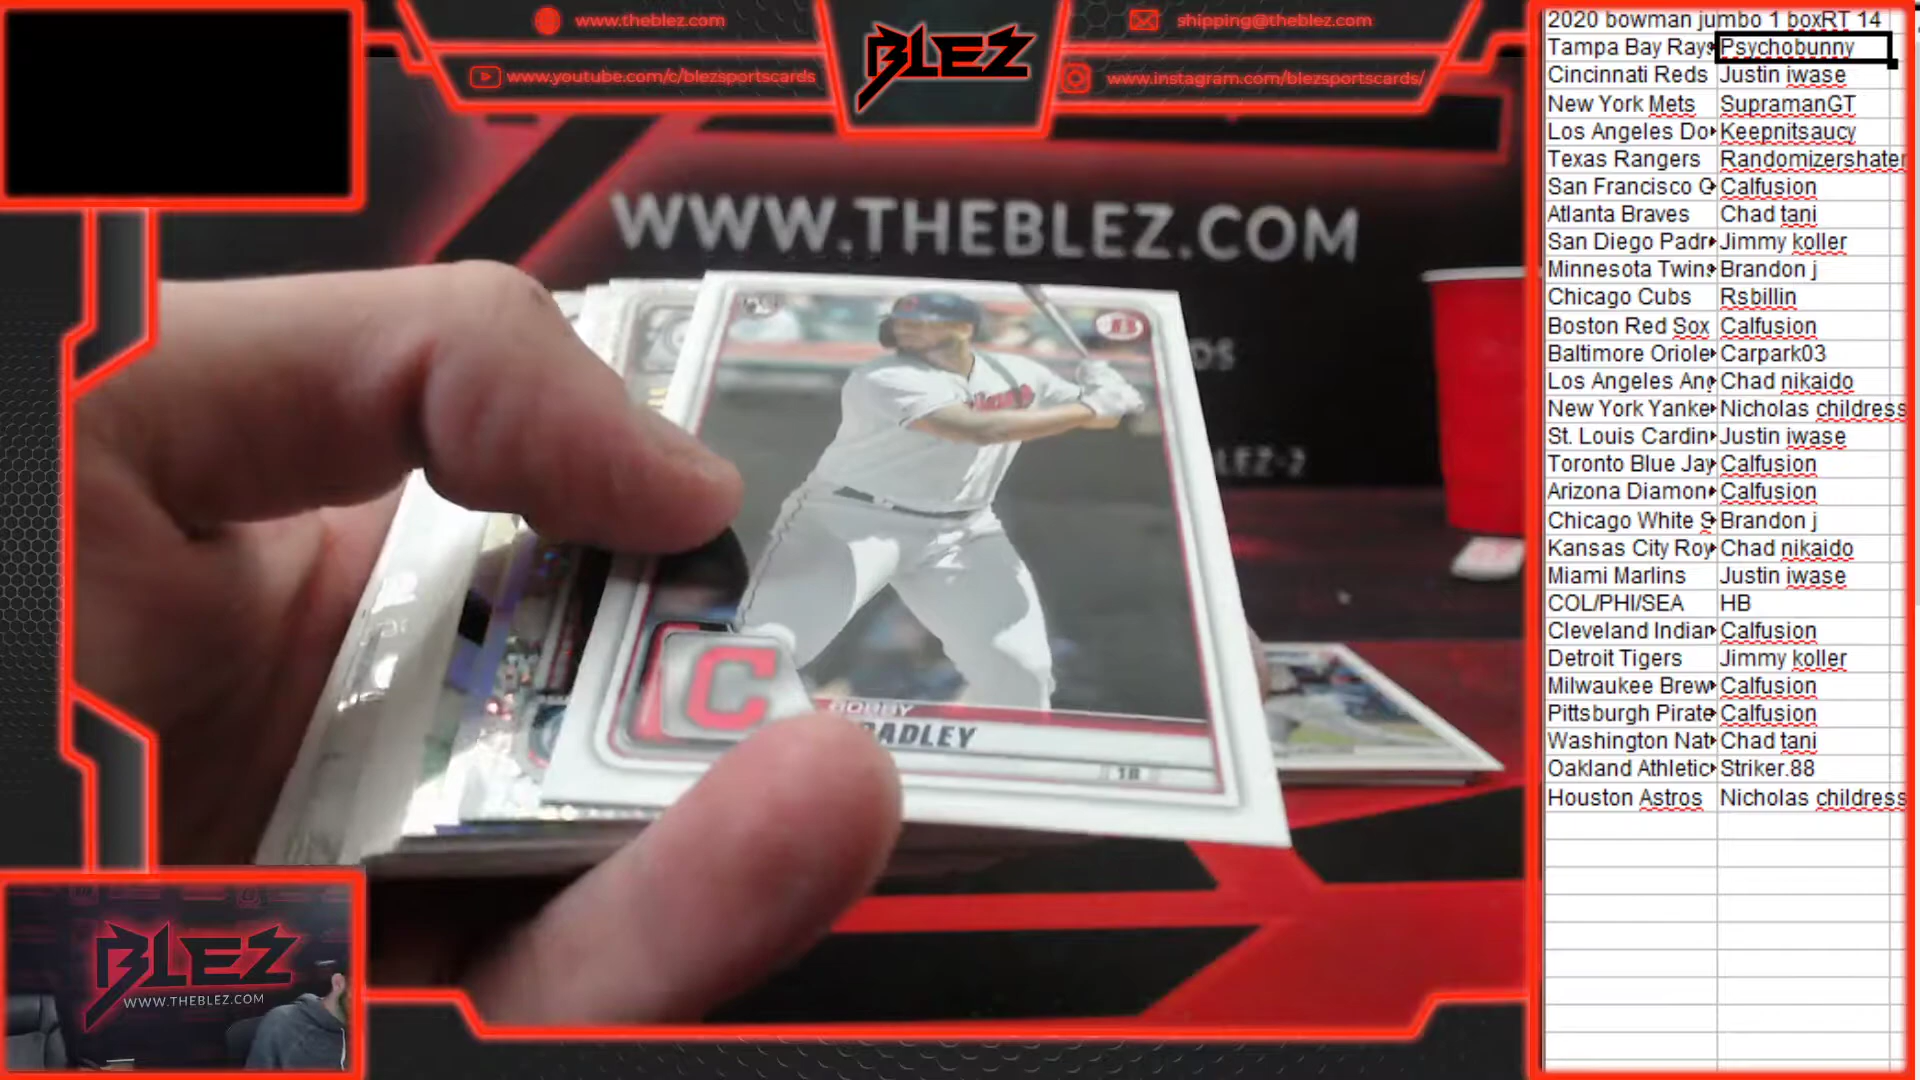 www.theblez.com
shipping@theblez.com
BLEZ
www.youtube.com/c/blezsportscards
www.instagram.com/blezsportscards/
WWW.THEBLEZ.COM
OS
LEZ-2
B
C
BOBBY
ADLEY
1B
BLEZ
WWW.THEBLEZ.COM
2020 bowman jumbo 1 boxRT 14
Tampa Bay Rays Psychobunny
Cincinnati Reds Justin iwase
New York Mets SupramanGT
Los Angeles Do Keepnitsaucy
Texas Rangers Randomizershater
San Francisco G Calfusion
Atlanta Braves Chad tani
San Diego Padr Jimmy koller
Minnesota Twins Brandon j
Chicago Cubs Rsbillin
Boston Red Sox Calfusion
Baltimore Oriole Carpark03
Los Angeles Ang Chad nikaido
New York Yanke Nicholas childress
St. Louis Cardin Justin iwase
Toronto Blue Jay Calfusion
Arizona Diamon Calfusion
Chicago White S Brandon j
Kansas City Roy Chad nikaido
Miami Marlins Justin iwase
COL/PHI/SEA HB
Cleveland Indian Calfusion
Detroit Tigers Jimmy koller
Milwaukee Brew Calfusion
Pittsburgh Pirate Calfusion
Washington Nat Chad tani
Oakland Athletic Striker.88
Houston Astros Nicholas childress